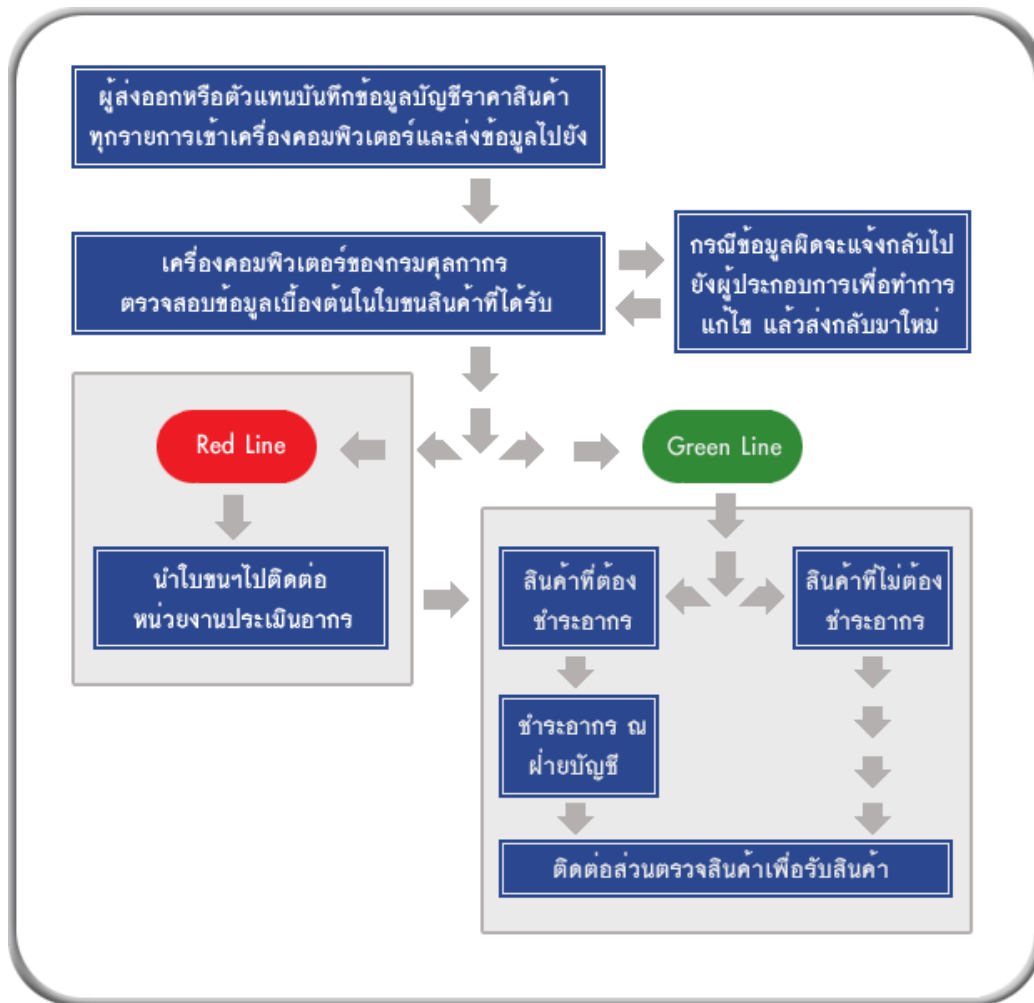 ผู้ส่งออกหรือตัวแทนบันทึกข้อมูลบัญชีราคาสินค้า
ทุกรายการเข้าเครื่องคอมพิวเตอร์และส่งข้อมูลไปยัง
เครื่องคอมพิวเตอร์ของกรมศุลกากร
ตรวจสอบข้อมูลเบื้องต้นในใบขนสินค้าที่ได้รับ
กรณีข้อมูลผิดจะแจ้งกลับไป
ยังผู้ประกอบการเพื่อทำการ
แก้ไข แล้วส่งกลับมาใหม่
Red Line
Green Line
นำใบขนฯไปติดต่อ
หน่วยงานประเมินอากร
สินค้าที่ต้อง
ชำระอากร
สินค้าที่ไม่ต้อง
ชำระอากร
ชำระอากร ณ
ฝ่ายบัญชี
ติดต่อส่วนตรวจสินค้าเพื่อรับสินค้า